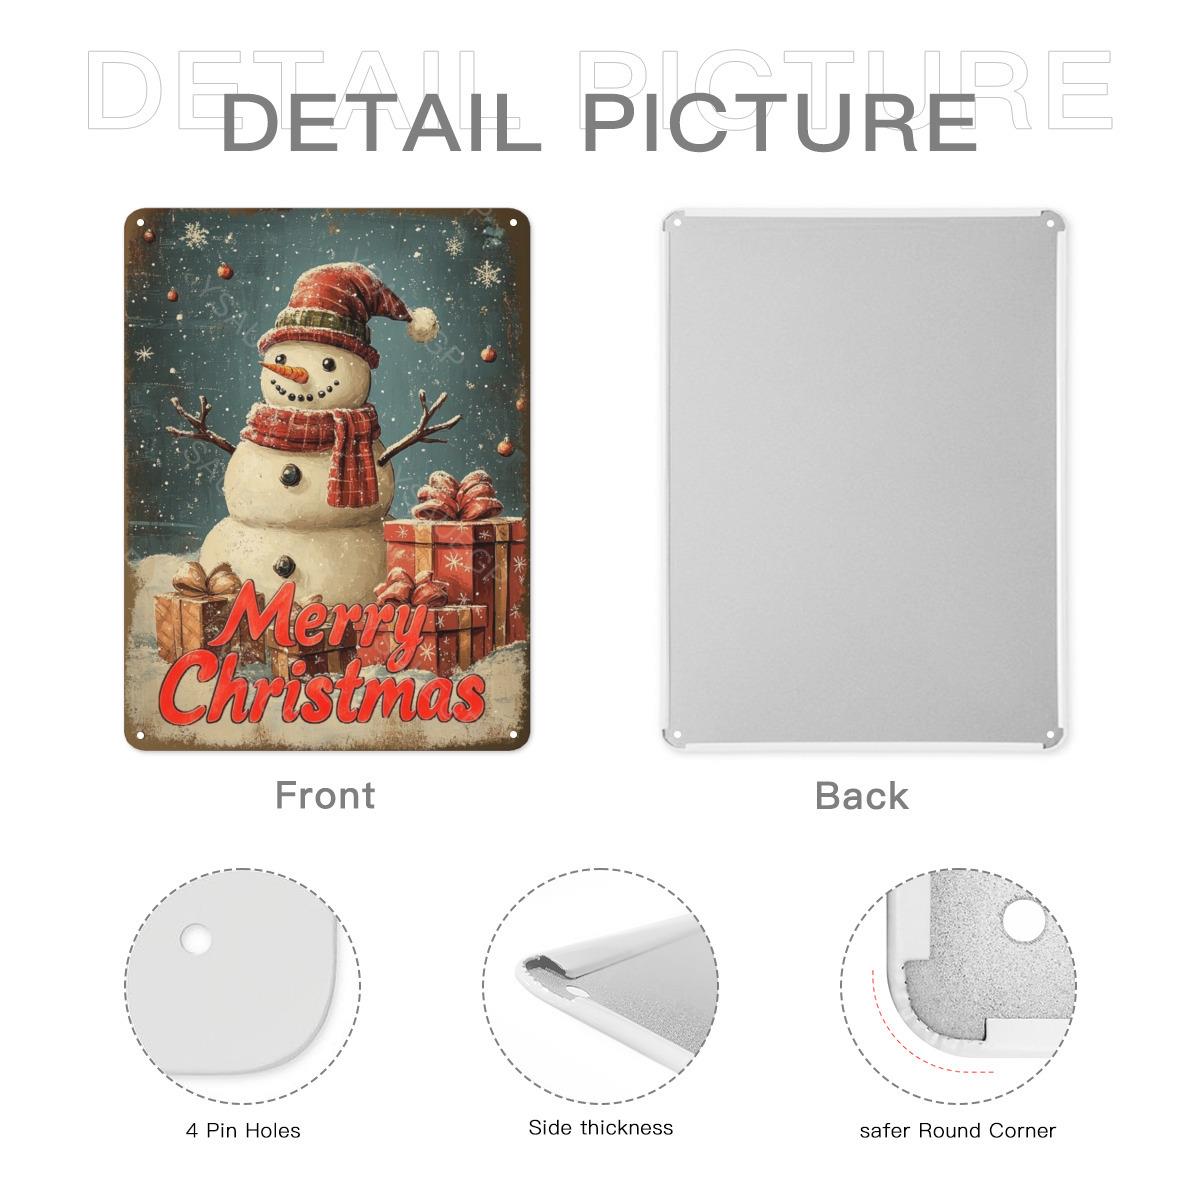 DETAIL PICTURE
DETAIL PICTURE
Merry
Christmas
Front
Back
4 Pin Holes
Side thickness
safer Round Corner